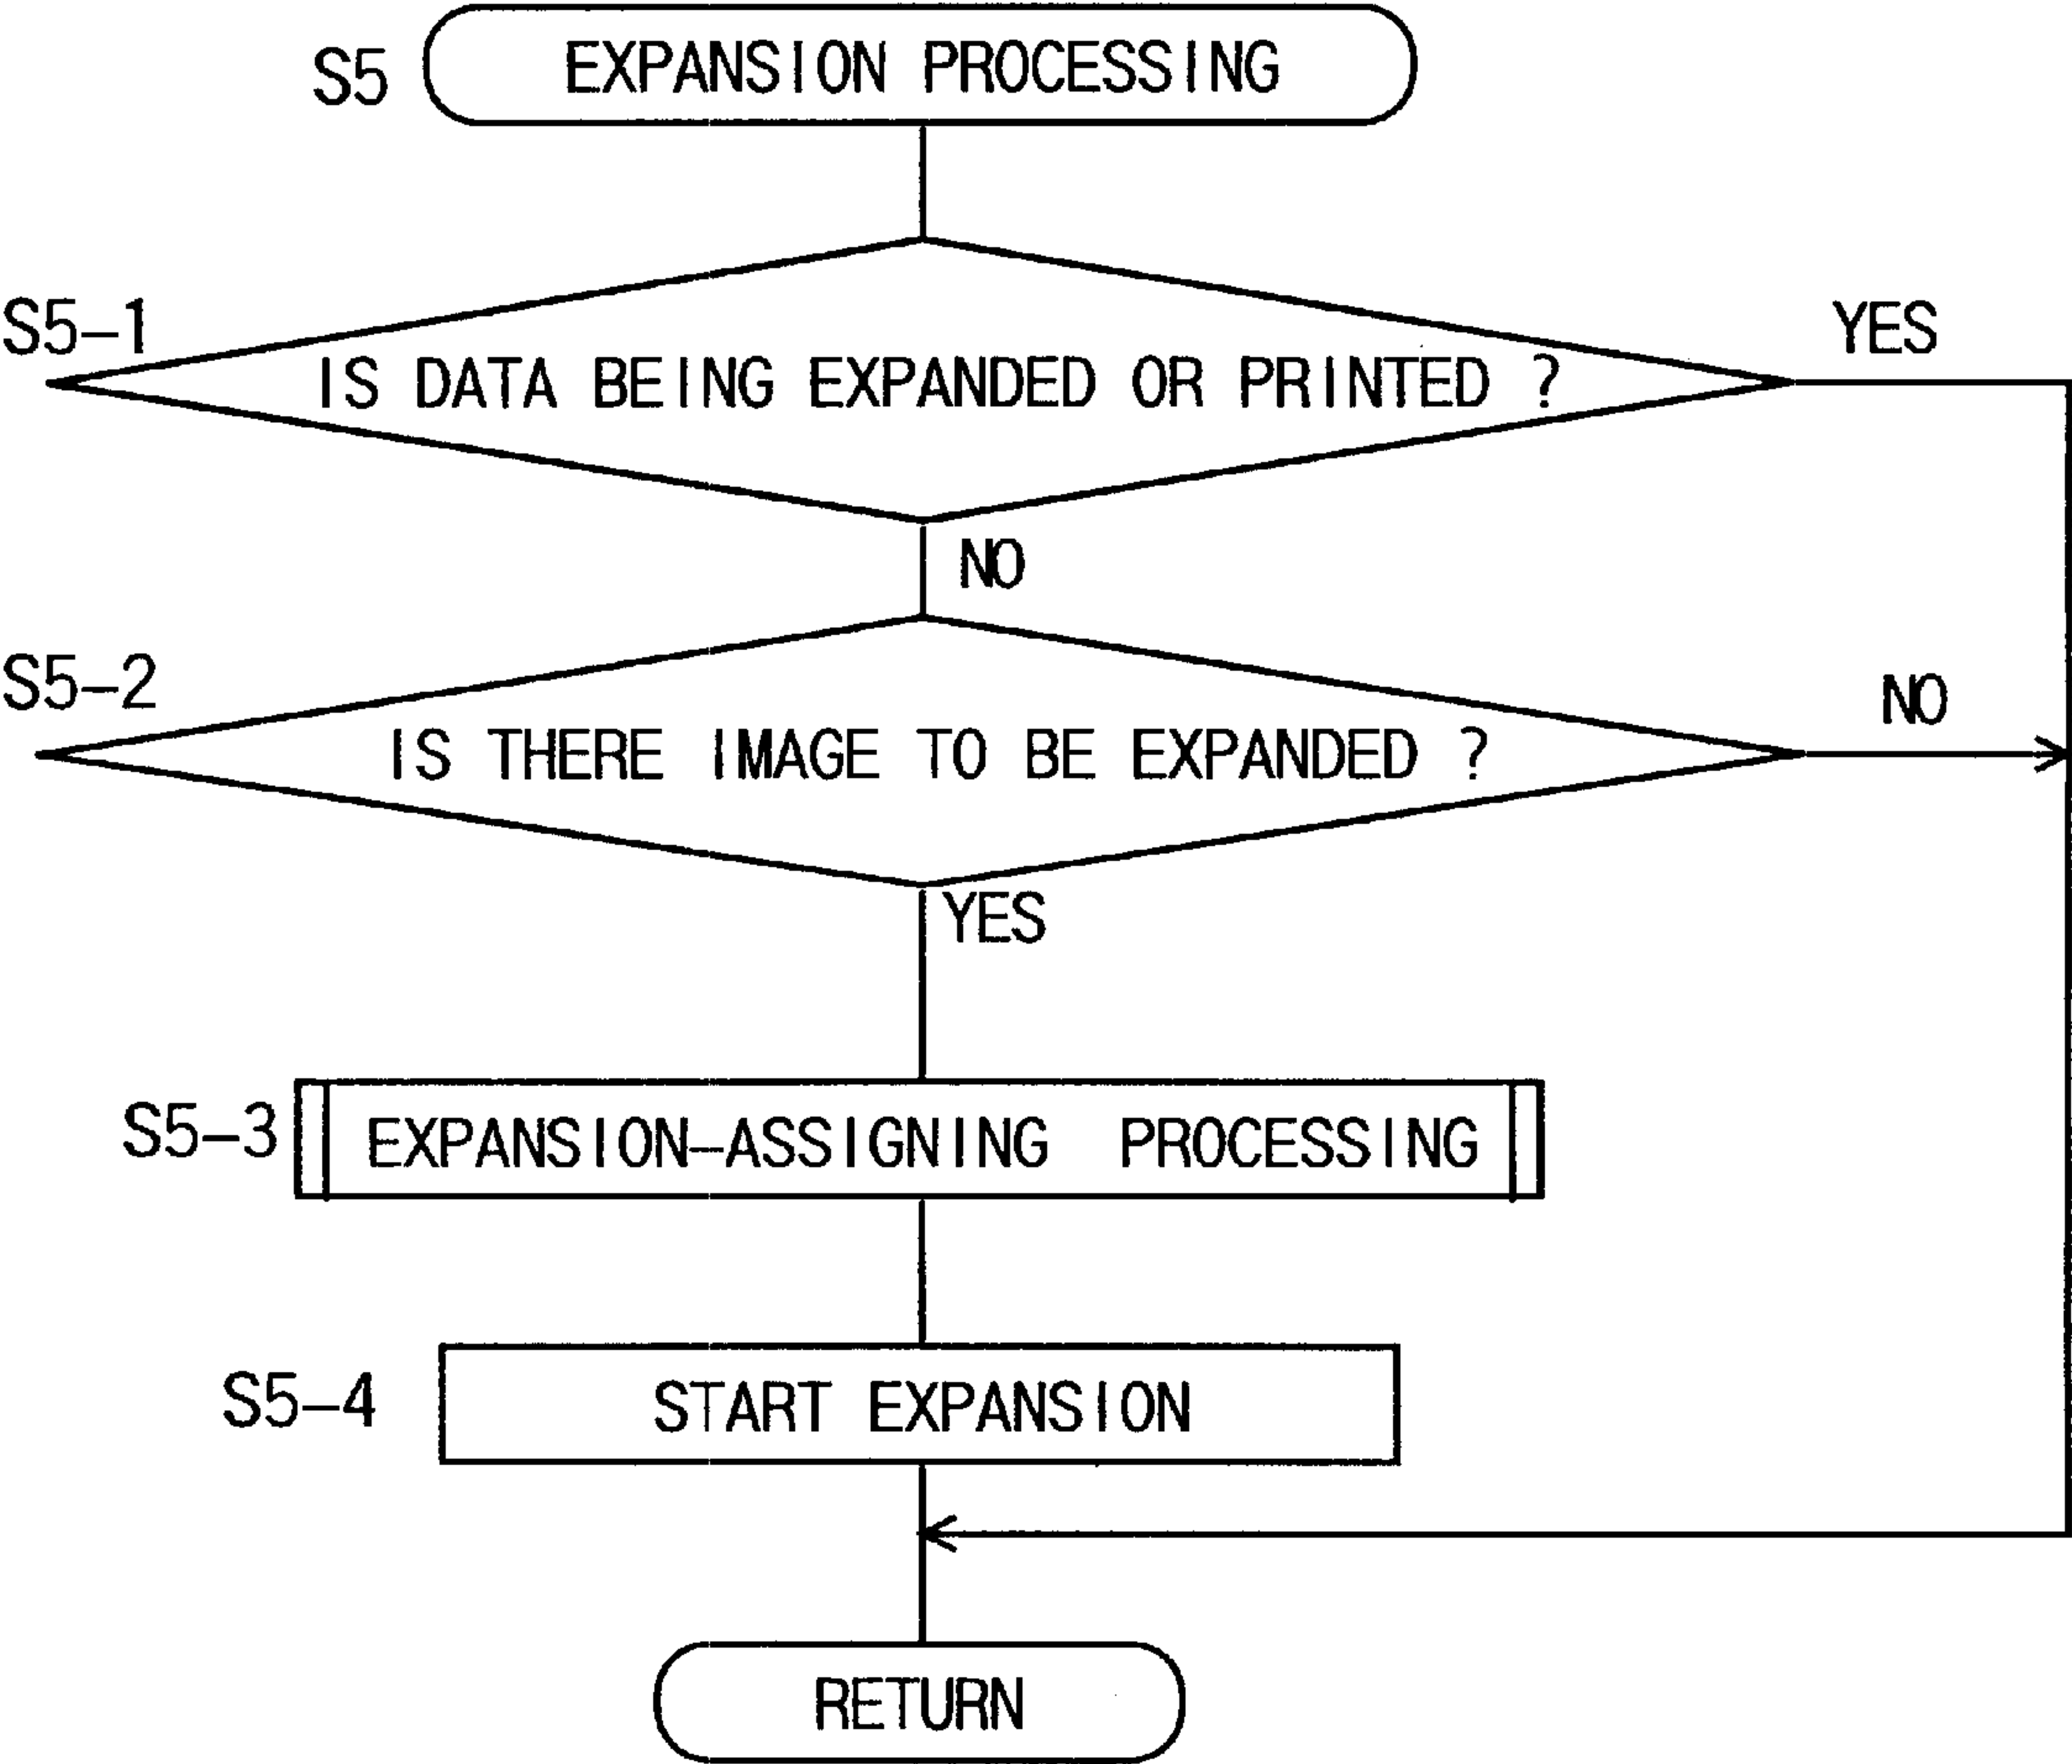 S5 EXPANSION PROCESSING
S5-1
YES
IS DATA BEING EXPANDED OR PRINTED ?
NO
S5-2
NO
IS THERE IMAGE TO BE EXPANDED ?
YES
S5-3 EXPANSION-ASSIGNING PROCESSING
S5-4 START EXPANSION
RETURN